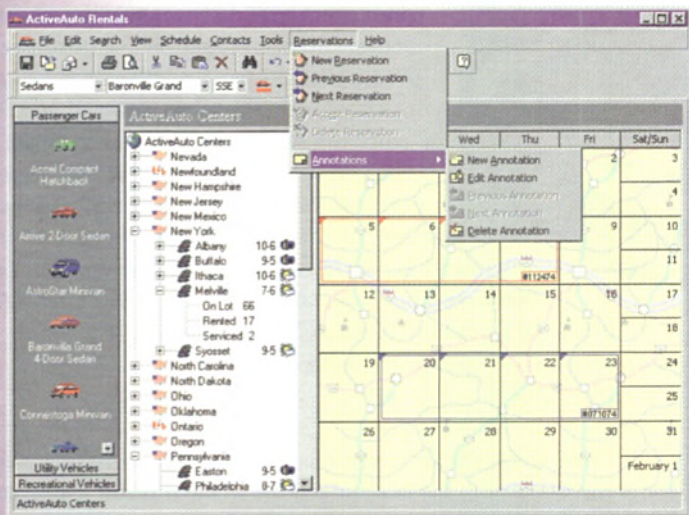 ActiveAuto Rentals
File Edit Search View Schedule Contacts Tools Reservations Help
Sedans Baronville Grand SSE
New Reservation
Previous Reservation
Next Reservation
Accept Reservation
Delete Reservation
Annotations
New Annotation
Edit Annotation
Previous Annotation
Next Annotation
Delete Annotation
Passenger Cars
Accel Compact
Hatchback
Arrive 2-Door Sedan
AstroStar Minivan
Baronville Grand
4-Door Sedan
Connestoga Minivan
Utility Vehicles
Recreational Vehicles
ActiveAuto Centers
ActiveAuto Centers
Nevada
Newfoundland
New Hampshire
New Jersey
New Mexico
New York
Albany 10-6
Buffalo 9-5
Ithaca 10-6
Melville 7-6
On Lot 66
Rented 17
Serviced 2
Syosset 9-5
North Carolina
North Dakota
Ohio
Oklahoma
Ontario
Oregon
Pennsylvania
Easton 9-5
Philadelphia 8-7
Wed Thu Fri Sat/Sun
2 3
4
5 6 9 10
11
#112474
12 13 14 15 16 17
18
19 20 21 22 23 24
25
#071074
26 27 28 29 30 31
February 1
ActiveAuto Centers